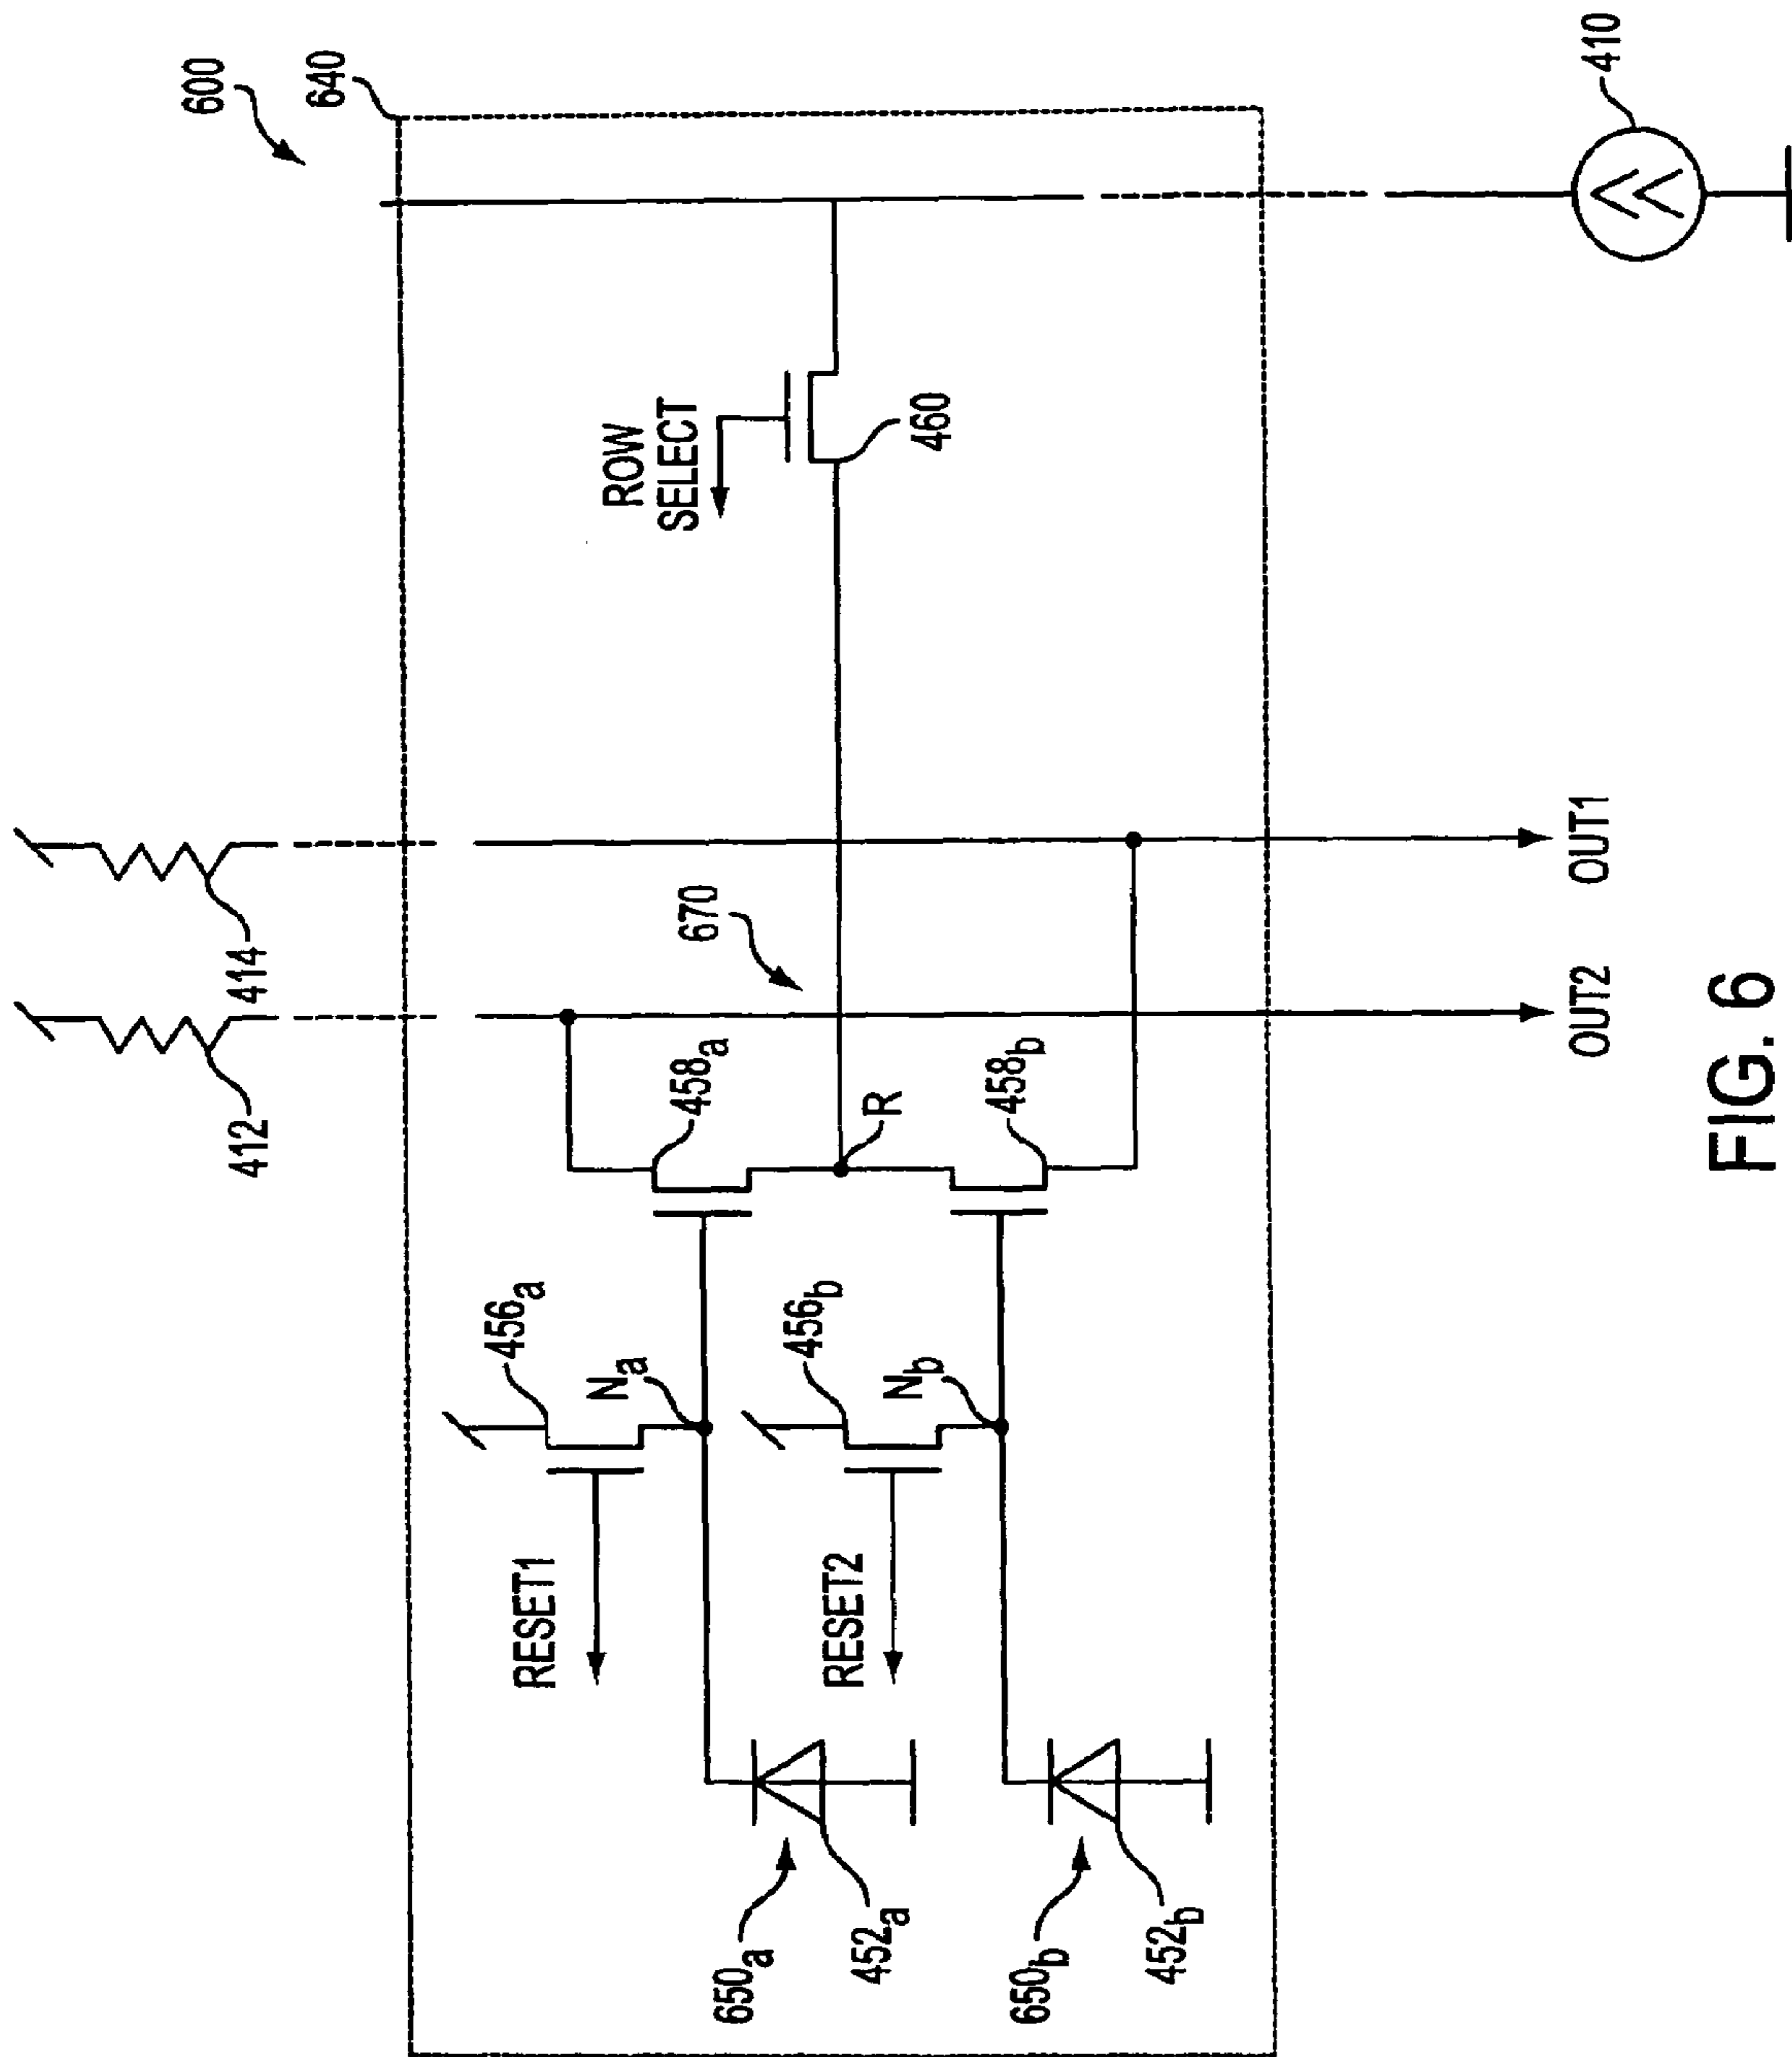 600
640
412
414
670
OUT2
OUT1
410
ROW
SELECT
460
456a
458a
Na
RESET1
R
456b
458b
Nb
RESET2
650a
452a
650b
452b
FIG. 6